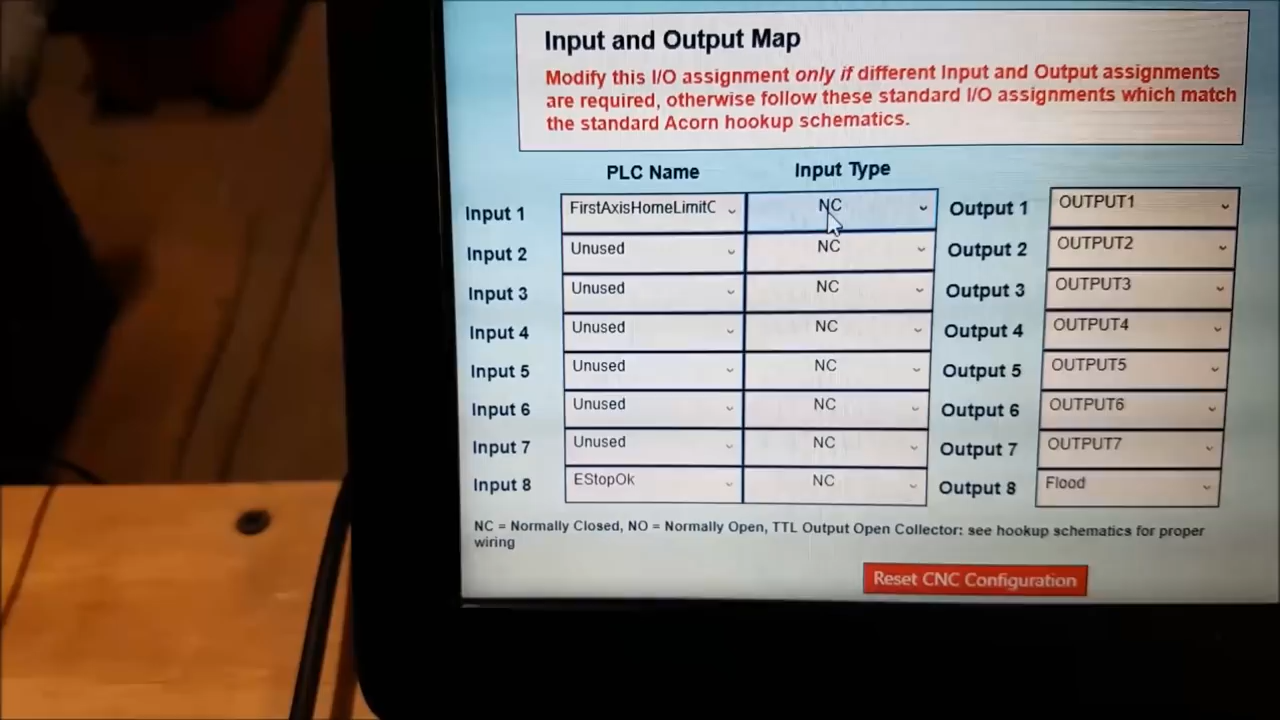 Input and Output Map
Modify this I/O assignment only if different Input and Output assignments
are required, otherwise follow these standard I/O assignments which match
the standard Acorn hookup schematics.
PLC Name Input Type
Input 1 FirstAxisHomeLimitC NC Output 1 OUTPUT1
Input 2 Unused NC Output 2 OUTPUT2
Input 3 Unused NC Output 3 OUTPUT3
Input 4 Unused NC Output 4 OUTPUT4
Input 5 Unused NC Output 5 OUTPUT5
Input 6 Unused NC Output 6 OUTPUT6
Input 7 Unused NC Output 7 OUTPUT7
Input 8 EStopOk NC Output 8 Flood
NC = Normally Closed, NO = Normally Open, TTL Output Open Collector: see hookup schematics for proper
wiring
Reset CNC Configuration